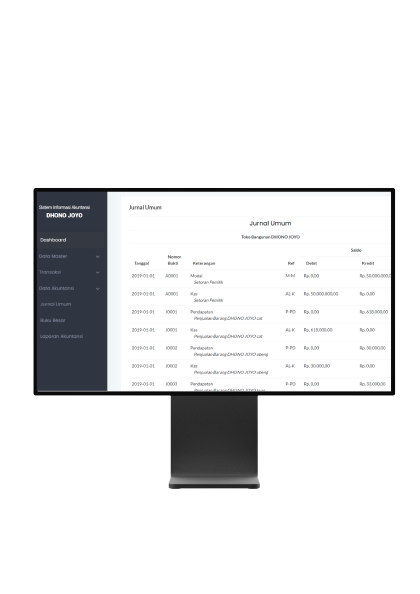 Sistem Informasi Akuntansi
DHONO JOYO
Dashboard
Data Master
Transaksi
Data Akuntansi
Jurnal Umum
Buku Besar
Laporan Akuntansi
Jurnal Umum
Jurnal Umum
Toko Bangunan DHONO JOYO
Saldo
Tanggal Nomor Bukti Keterangan Ref Debit Kredit
2019-01-01 A0001 Modal M-M Rp. 0,00 Rp. 50.000.000,0
Setoran Pemilik
2019-01-01 A0001 Kas AL-K Rp. 50.000.000,00 Rp. 0,00
Setoran Pemilik
2019-01-01 J0001 Pendapatan P-PD Rp. 0,00 Rp. 618.000,00
Penjualan Barang DHONO JOYO cat
2019-01-01 J0001 Kas AL-K Rp. 618.000,00 Rp. 0,00
Penjualan Barang DHONO JOYO cat
2019-01-01 J0002 Pendapatan P-PD Rp. 0,00 Rp. 30.000,00
Penjualan Barang DHONO JOYO obeng
2019-01-01 J0002 Kas AL-K Rp. 30.000,00 Rp. 0,00
Penjualan Barang DHONO JOYO obeng
2019-01-01 J0003 Pendapatan P-PD Rp. 0,00 Rp. 33.000,00
Penjualan Barang DHONO JOYO